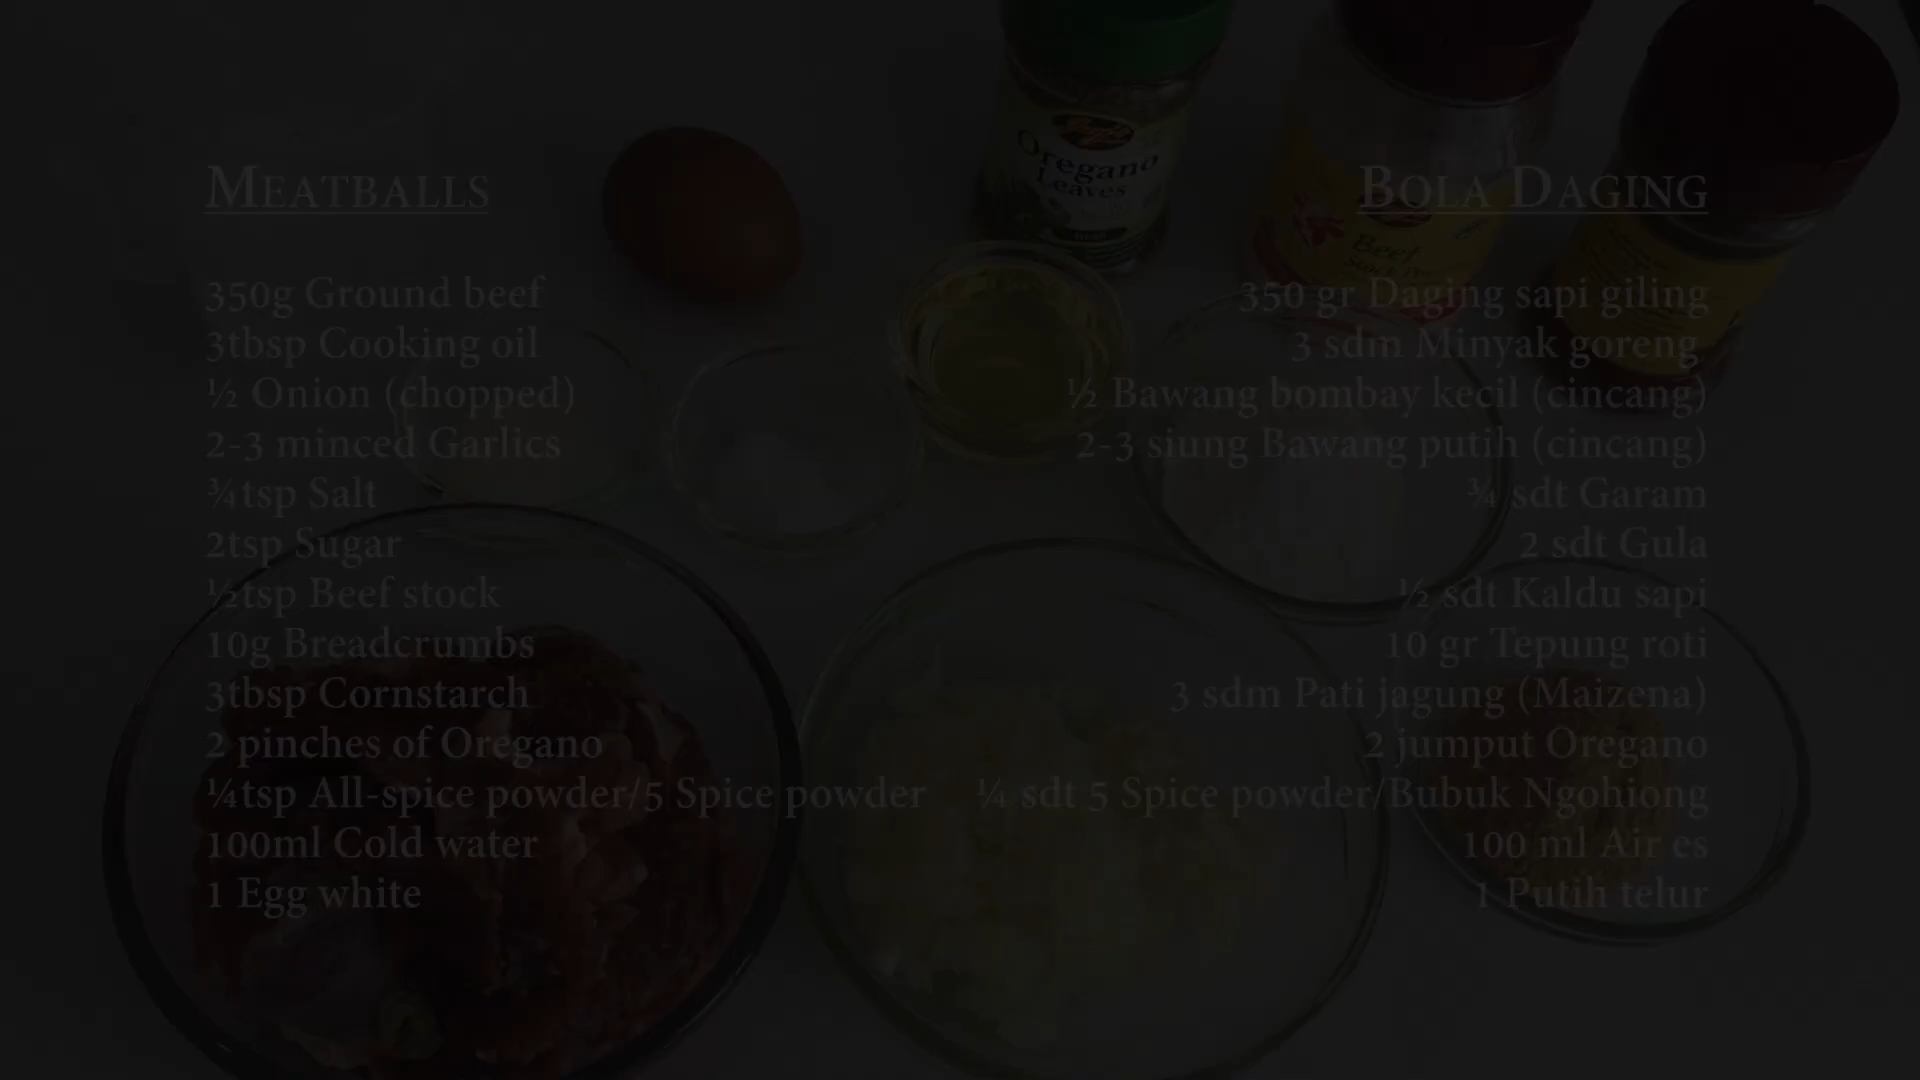 MEATBALLS
350g Ground beef
3tbsp Cooking oil
½ Onion (chopped)
2-3 minced Garlics
¾tsp Salt
2tsp Sugar
½tsp Beef stock
10g Breadcrumbs
3tbsp Cornstarch
2 pinches of Oregano
¼tsp All-spice powder/5 Spice powder
100ml Cold water
1 Egg white
BOLA DAGING
350 gr Daging sapi giling
3 sdm Minyak goreng
½ Bawang bombay kecil (cincang)
2-3 siung Bawang putih (cincang)
¾ sdt Garam
2 sdt Gula
½ sdt Kaldu sapi
10 gr Tepung roti
3 sdm Pati jagung (Maizena)
2 jumput Oregano
¼ sdt 5 Spice powder/Bubuk Ngohiong
100 ml Air es
1 Putih telur
Oregano
Leaves
Beef